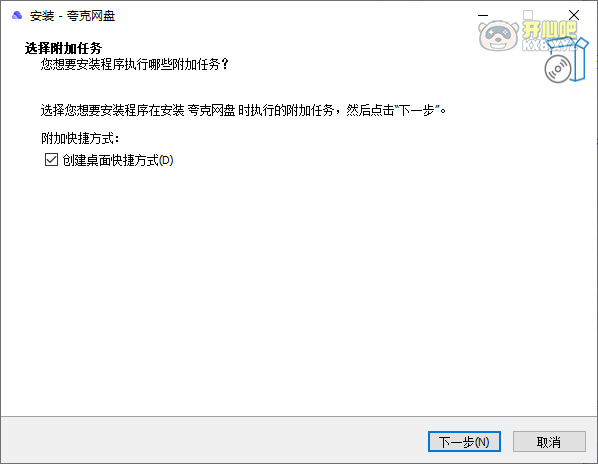 安装 - 夸克网盘
开心吧
KX8.XYZ
选择附加任务
您想要安装程序执行哪些附加任务？
选择您想要安装程序在安装 夸克网盘 时执行的附加任务，然后点击“下一步”。
附加快捷方式：
创建桌面快捷方式(D)
下一步(N)
取消